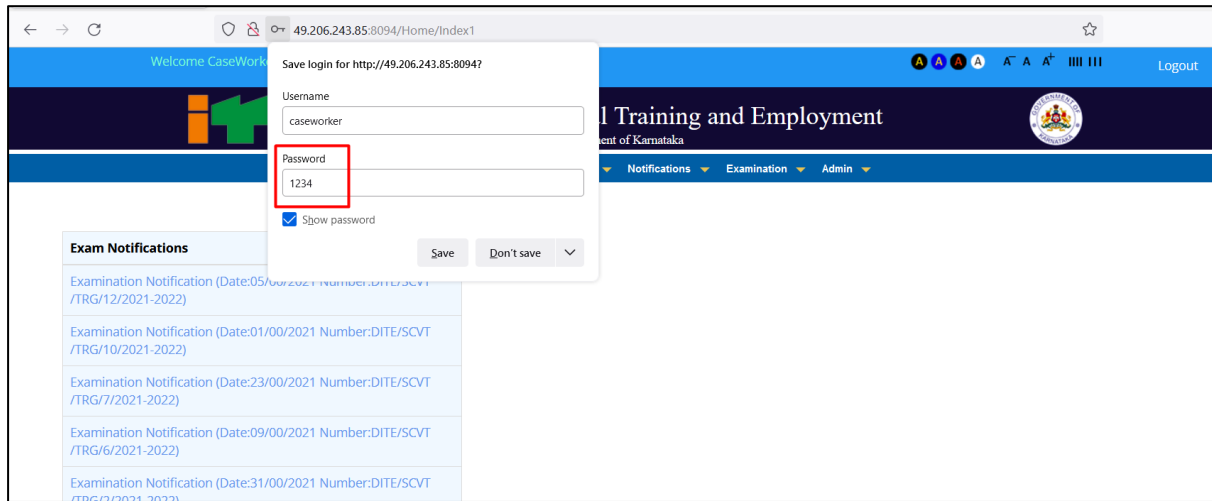 49.206.243.85:8094/Home/Index1
Welcome CaseWork
A A A A A- A A+
Logout
Save login for http://49.206.243.85:8094?
Username
caseworker
Password
1234
Show password
Save Don't save
l Training and Employment
ment of Karnataka
Notifications Examination Admin
Exam Notifications
Examination Notification (Date:05/00/2021 Number:DITE/SCVT
/TRG/12/2021-2022)
Examination Notification (Date:01/00/2021 Number:DITE/SCVT
/TRG/10/2021-2022)
Examination Notification (Date:23/00/2021 Number:DITE/SCVT
/TRG/7/2021-2022)
Examination Notification (Date:09/00/2021 Number:DITE/SCVT
/TRG/6/2021-2022)
Examination Notification (Date:31/00/2021 Number:DITE/SCVT
/TRG/2/2021-2022)